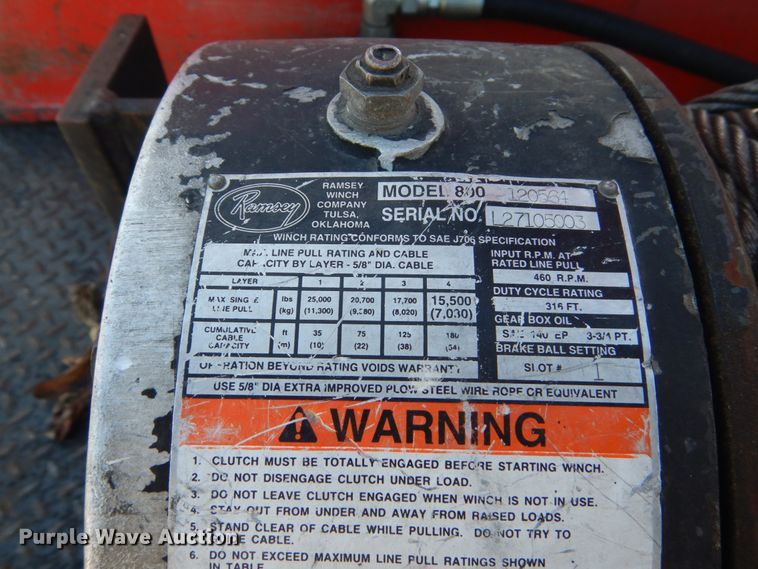 Ramsey
RAMSEY
WINCH
COMPANY
TULSA,
OKLAHOMA
MODEL 800 120564
SERIAL NO. L27105003
WINCH RATING CONFORMS TO SAE J706 SPECIFICATION
MAX. LINE PULL RATING AND CABLE
CAPACITY BY LAYER - 5/8" DIA. CABLE
LAYER 1 2 3 4
MAX SINGLE LINE PULL lbs 25,000 20,700 17,700 15,500
(kg) (11,300) (9,380) (8,020) (7,030)
CUMULATIVE CABLE CAPACITY ft 35 75 125 180
(m) (10) (22) (38) (54)
OPERATION BEYOND RATING VOIDS WARRANTY
INPUT R.P.M. AT
RATED LINE PULL
460 R.P.M.
DUTY CYCLE RATING
316 FT.
GEAR BOX OIL
SAE 140 EP 3-3/4 PT.
BRAKE BALL SETTING
SLOT # 1
USE 5/8" DIA EXTRA IMPROVED PLOW STEEL WIRE ROPE OR EQUIVALENT
WARNING
1. CLUTCH MUST BE TOTALLY ENGAGED BEFORE STARTING WINCH.
2. DO NOT DISENGAGE CLUTCH UNDER LOAD.
3. DO NOT LEAVE CLUTCH ENGAGED WHEN WINCH IS NOT IN USE.
4. STAY OUT FROM UNDER AND AWAY FROM RAISED LOADS.
5. STAND CLEAR OF CABLE WHILE PULLING. DO NOT TRY TO
CABLE.
6. DO NOT EXCEED MAXIMUM LINE PULL RATINGS SHOWN
IN TABLE.
Purple Wave Auction